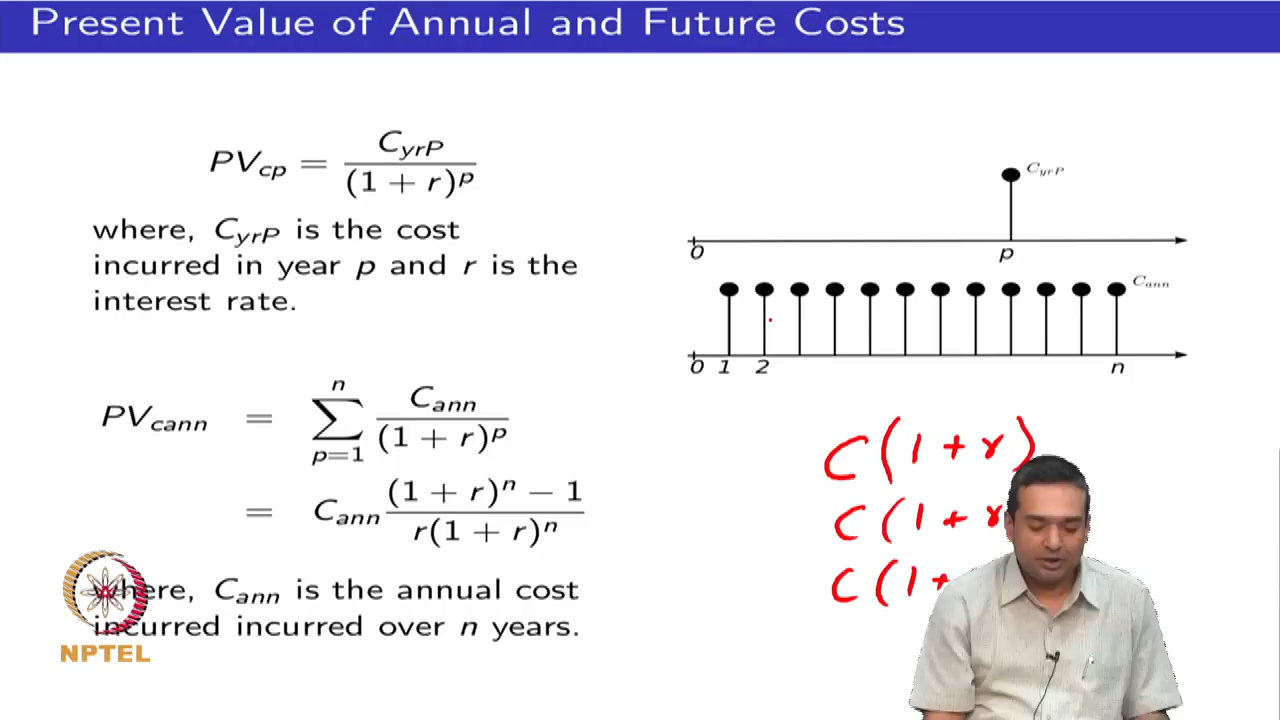 Present Value of Annual and Future Costs
PV_cp = C_yrP / (1 + r)^p
where, C_yrP is the cost
incurred in year p and r is the
interest rate.
PV_cann = ∑_{p=1}^{n} C_ann / (1 + r)^p
= C_ann ((1 + r)^n − 1) / (r(1 + r)^n)
where, C_ann is the annual cost
incurred incurred over n years.
NPTEL
C_yrP
0 p
C_ann
0 1 2 n
C(1+r)
C(1+r
C(1+